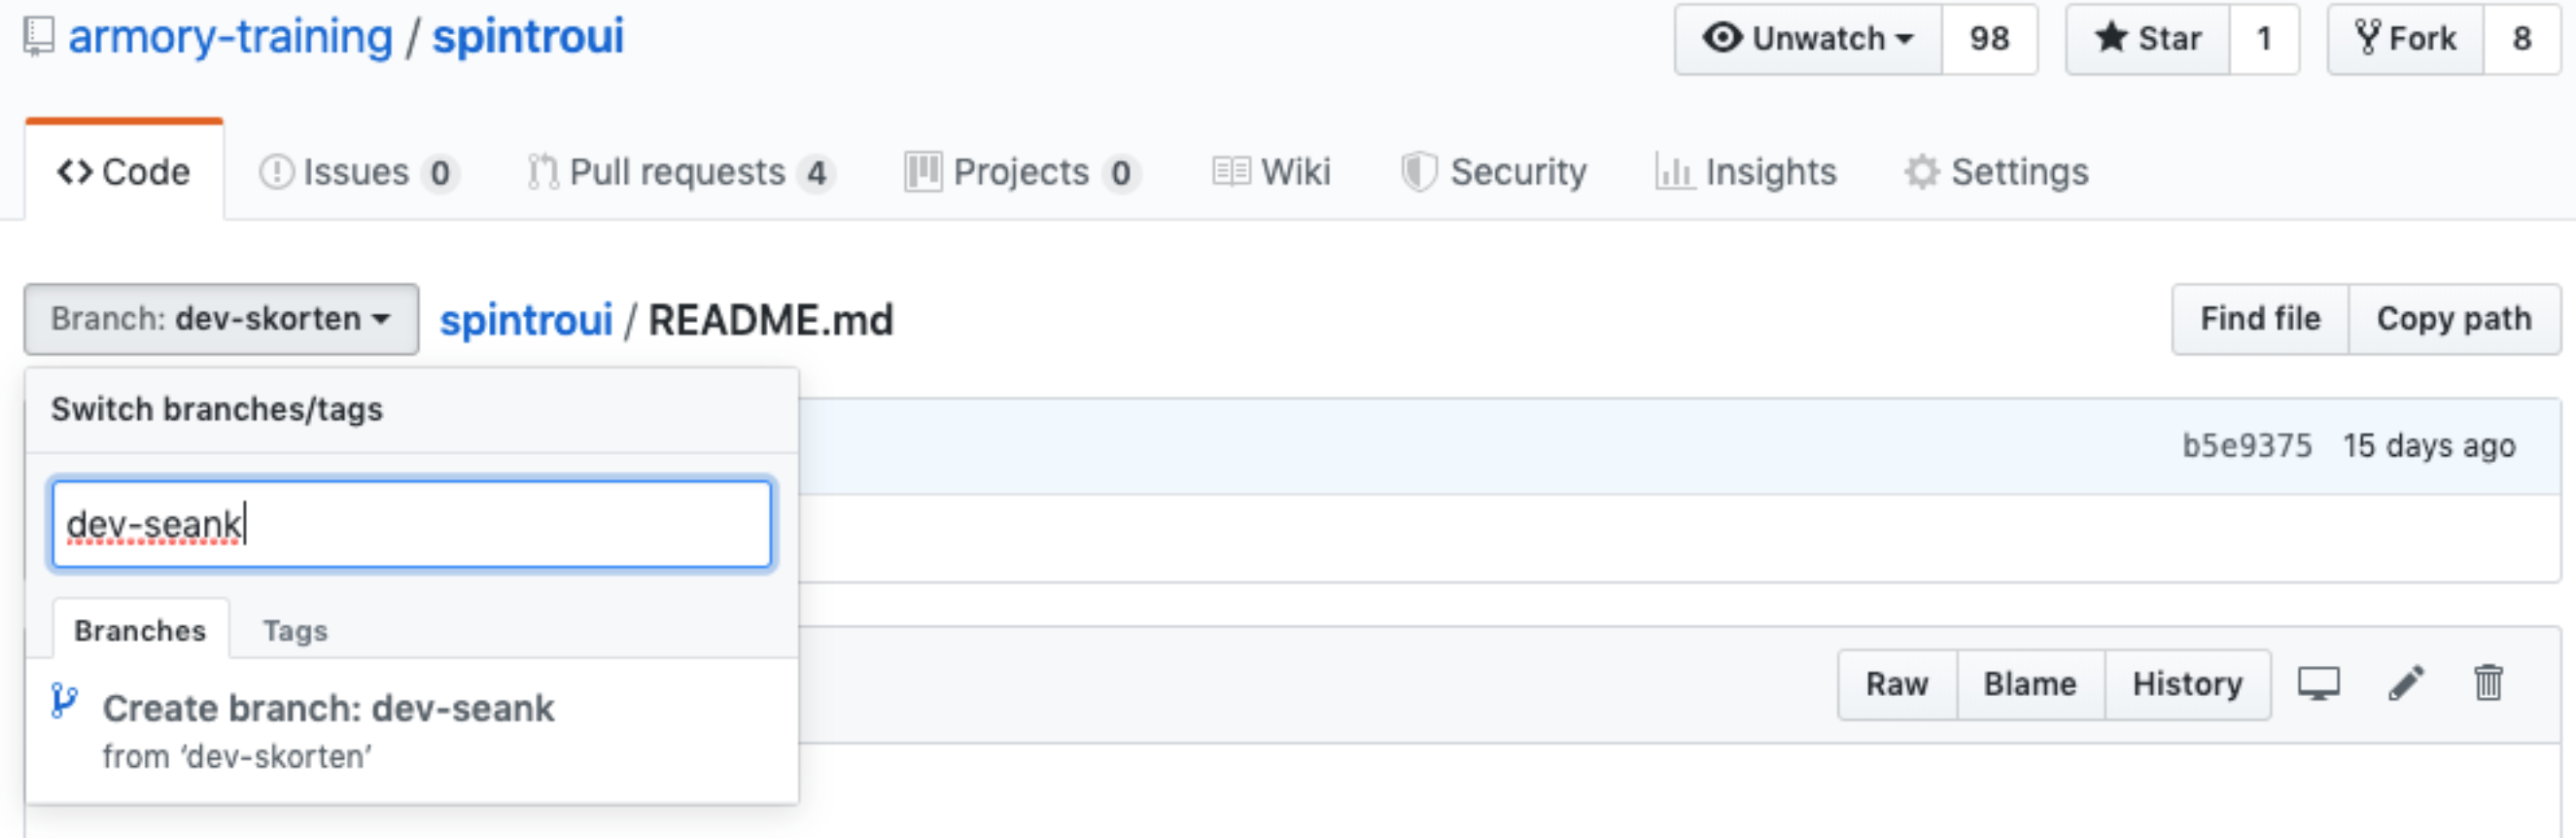 armory-training / spintroui
Unwatch 98 Star 1 Fork 8
Code Issues 0 Pull requests 4 Projects 0 Wiki Security Insights Settings
Branch: dev-skorten spintroui / README.md Find file Copy path
Switch branches/tags
b5e9375 15 days ago
dev-seank
Branches Tags
Raw Blame History
Create branch: dev-seank
from ‘dev-skorten’